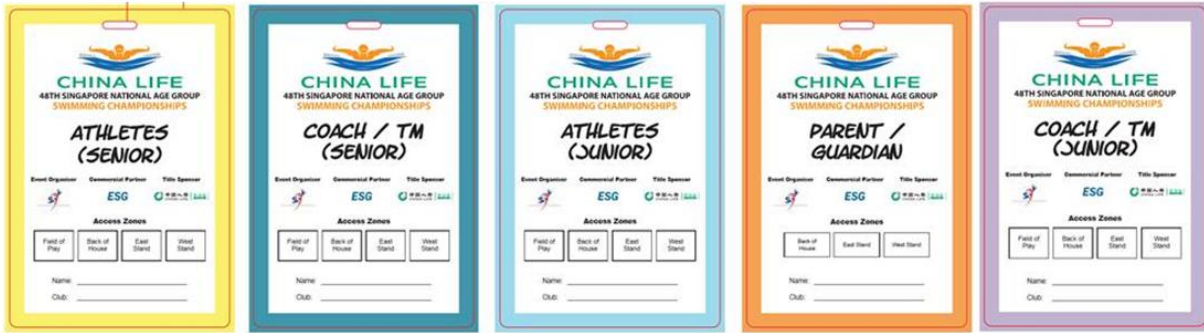 CHINA LIFE
48TH SINGAPORE NATIONAL AGE GROUP
SWIMMING CHAMPIONSHIPS
ATHLETES
(SENIOR)
Event Organiser Commercial Partner Title Sponsor
ESG
Access Zones
Field of Play Back of House East Stand West Stand
Name:
Club:
CHINA LIFE
48TH SINGAPORE NATIONAL AGE GROUP
SWIMMING CHAMPIONSHIPS
COACH / TM
(SENIOR)
Event Organiser Commercial Partner Title Sponsor
ESG
Access Zones
Field of Play Back of House East Stand West Stand
Name:
Club:
CHINA LIFE
48TH SINGAPORE NATIONAL AGE GROUP
SWIMMING CHAMPIONSHIPS
ATHLETES
(JUNIOR)
Event Organiser Commercial Partner Title Sponsor
ESG
Access Zones
Field of Play Back of House East Stand West Stand
Name:
Club:
CHINA LIFE
48TH SINGAPORE NATIONAL AGE GROUP
SWIMMING CHAMPIONSHIPS
PARENT /
GUARDIAN
Event Organiser Commercial Partner Title Sponsor
ESG
Access Zones
Back of House East Stand West Stand
Name:
Club:
CHINA LIFE
48TH SINGAPORE NATIONAL AGE GROUP
SWIMMING CHAMPIONSHIPS
COACH / TM
(JUNIOR)
Event Organiser Commercial Partner Title Sponsor
ESG
Access Zones
Field of Play Back of House East Stand West Stand
Name:
Club: